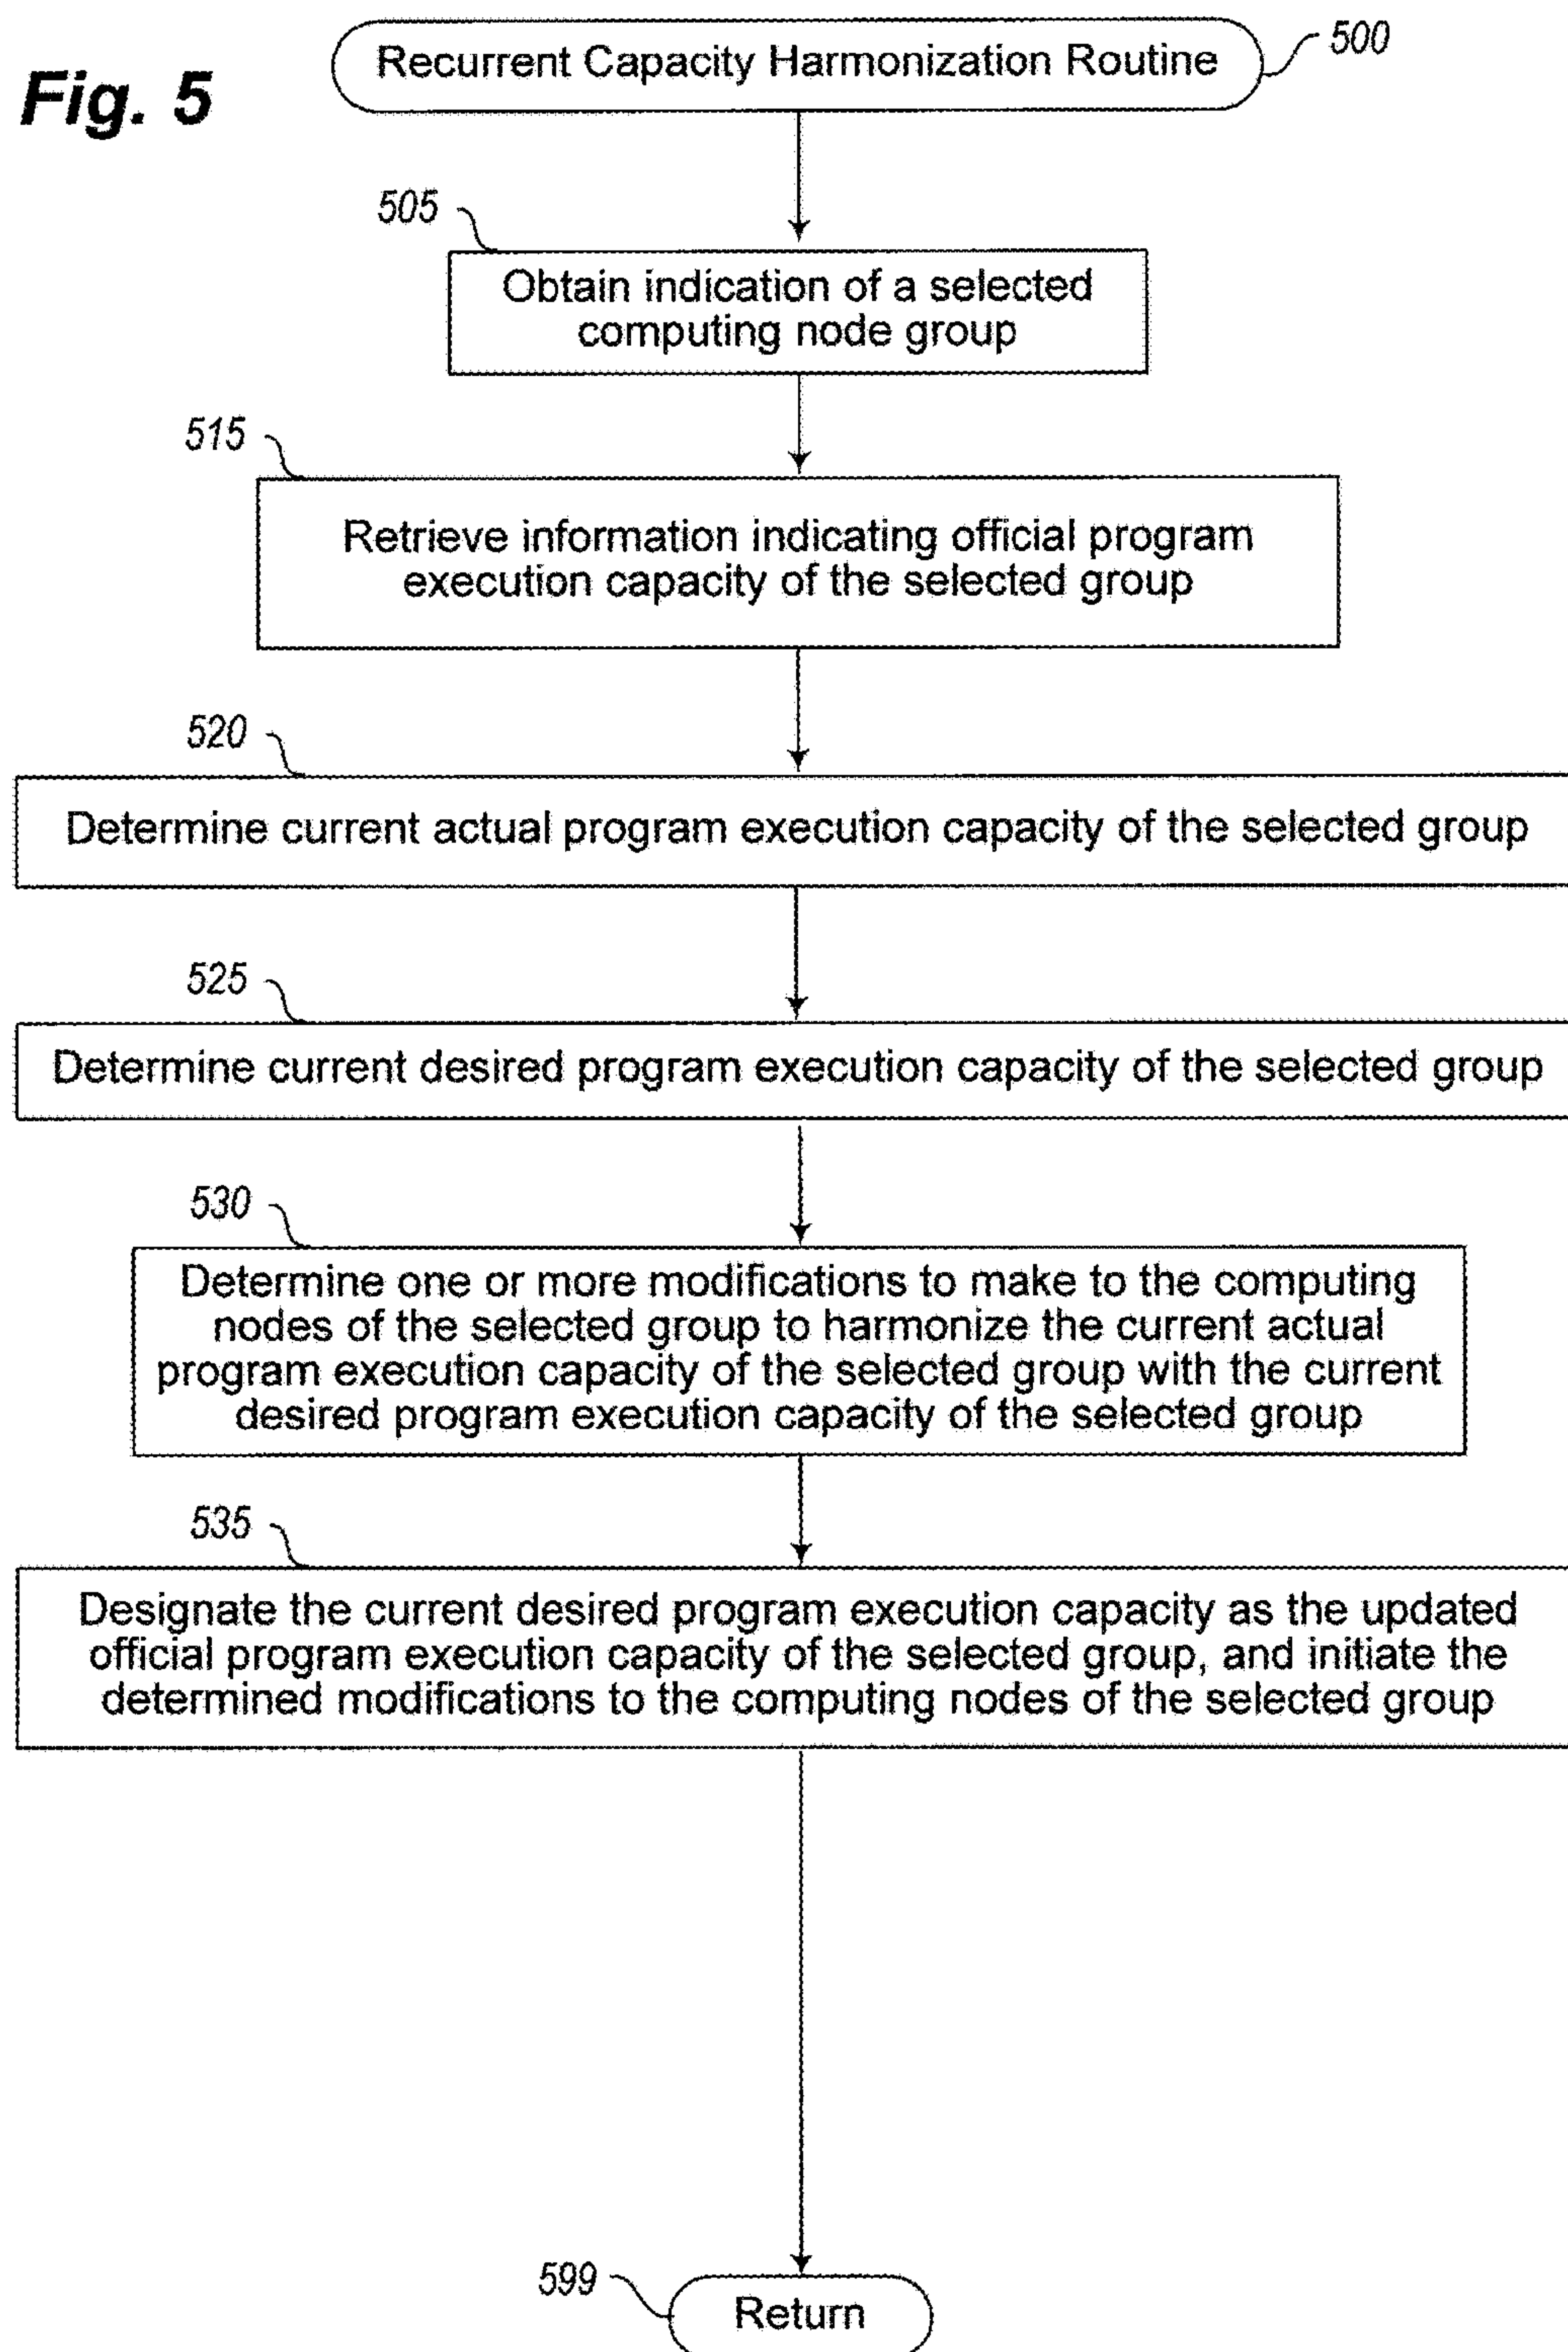 Fig. 5
Recurrent Capacity Harmonization Routine
500
505
Obtain indication of a selected
computing node group
515
Retrieve information indicating official program
execution capacity of the selected group
520
Determine current actual program execution capacity of the selected group
525
Determine current desired program execution capacity of the selected group
530
Determine one or more modifications to make to the computing
nodes of the selected group to harmonize the current actual
program execution capacity of the selected group with the current
desired program execution capacity of the selected group
535
Designate the current desired program execution capacity as the updated
official program execution capacity of the selected group, and initiate the
determined modifications to the computing nodes of the selected group
599
Return